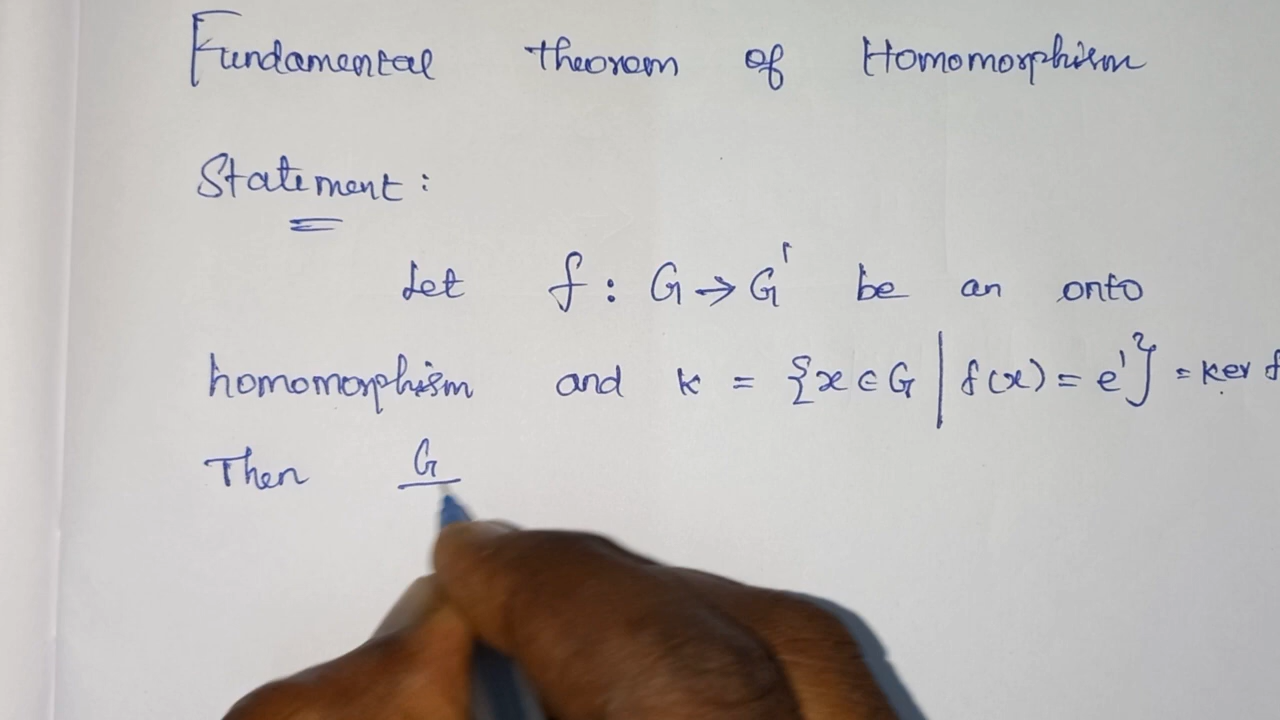 Fundamental theorem of Homomorphism
Statement:
Let f: G → G' be an onto
homomorphism and k = {x ∈ G | f(x) = e'} = ker f
Then G